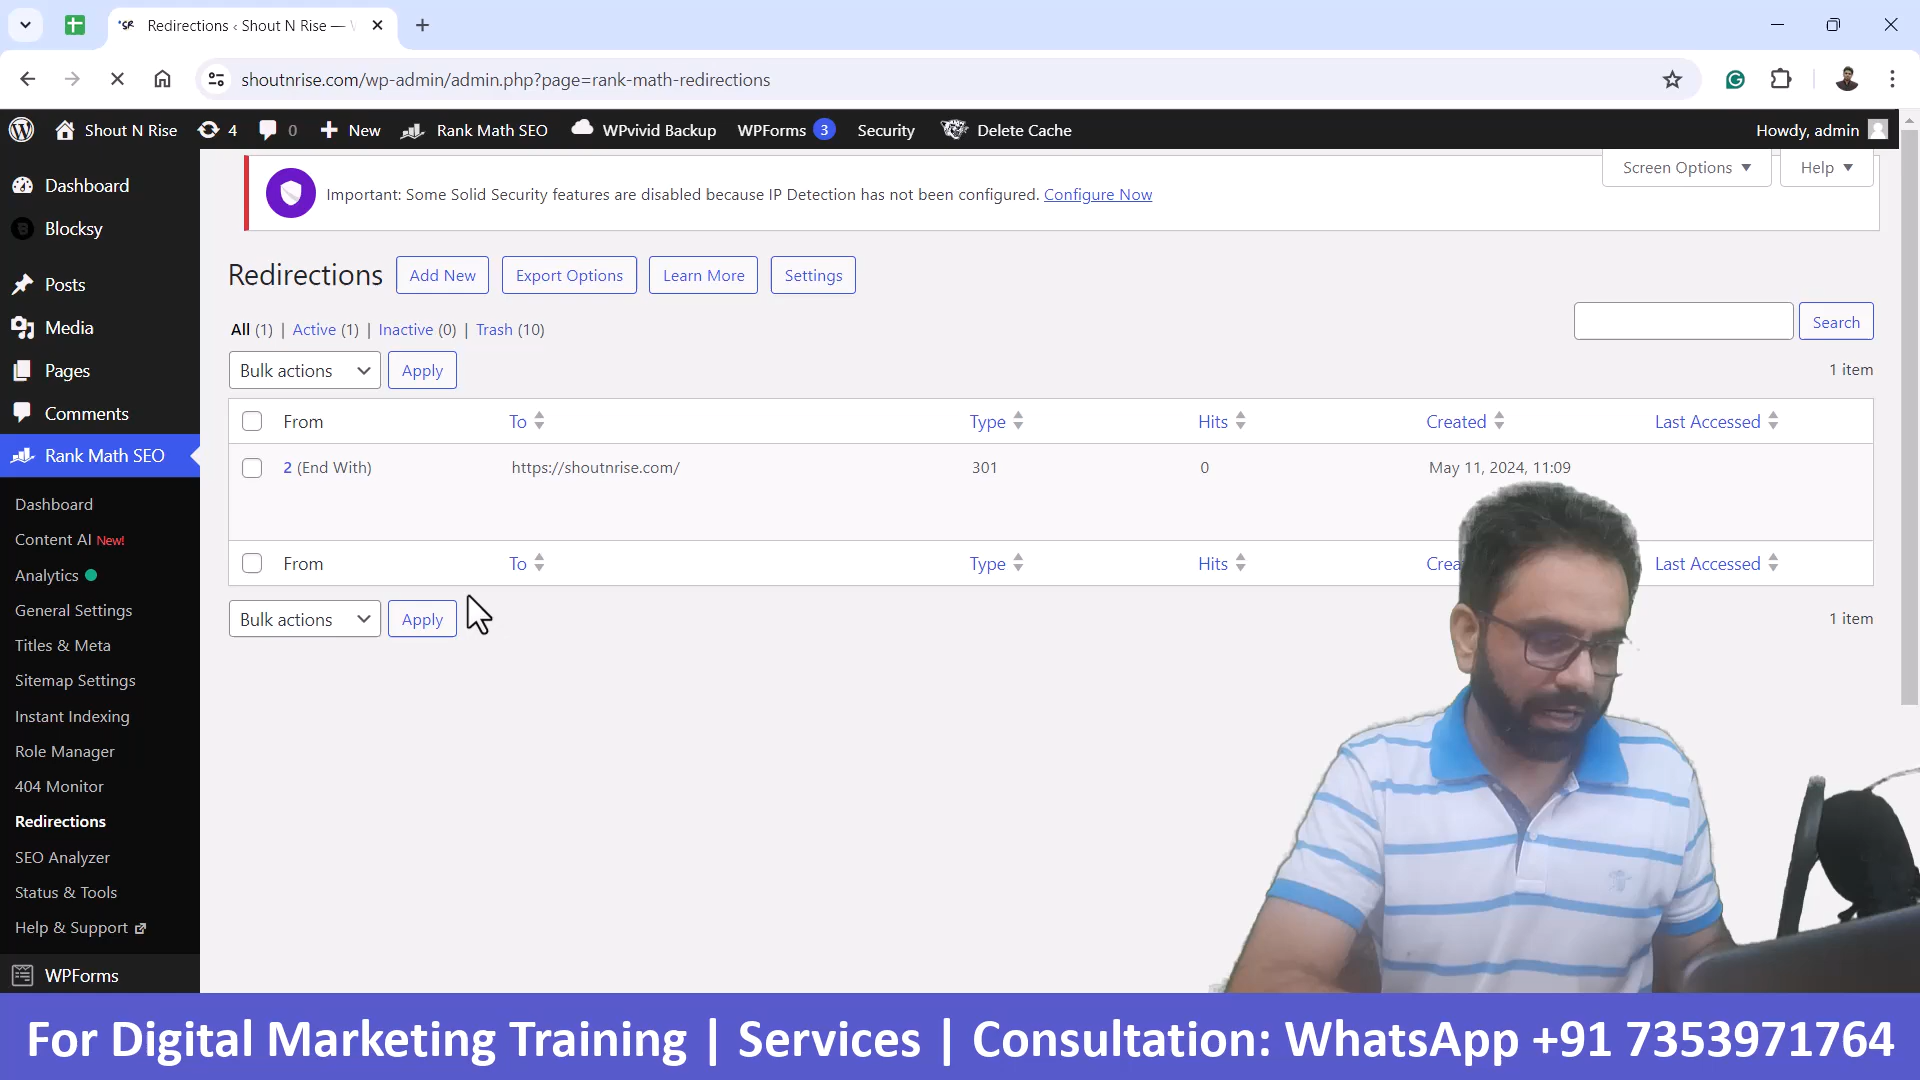 Redirections ‹ Shout N Rise —
shoutnrise.com/wp-admin/admin.php?page=rank-math-redirections
Shout N Rise 4 0 New Rank Math SEO WPvivid Backup WPForms 3 Security Delete Cache Howdy, admin
Dashboard
Blocksy
Posts
Media
Pages
Comments
Rank Math SEO
Dashboard
Content AI New!
Analytics
General Settings
Titles & Meta
Sitemap Settings
Instant Indexing
Role Manager
404 Monitor
Redirections
SEO Analyzer
Status & Tools
Help & Support
WPForms
Screen Options Help
Important: Some Solid Security features are disabled because IP Detection has not been configured. Configure Now
Redirections Add New Export Options Learn More Settings
All (1) | Active (1) | Inactive (0) | Trash (10)
Search
Bulk actions Apply
1 item
From To Type Hits Created Last Accessed
2 (End With) https://shoutnrise.com/ 301 0 May 11, 2024, 11:09
From To Type Hits Crea Last Accessed
Bulk actions Apply
1 item
For Digital Marketing Training | Services | Consultation: WhatsApp +91 7353971764